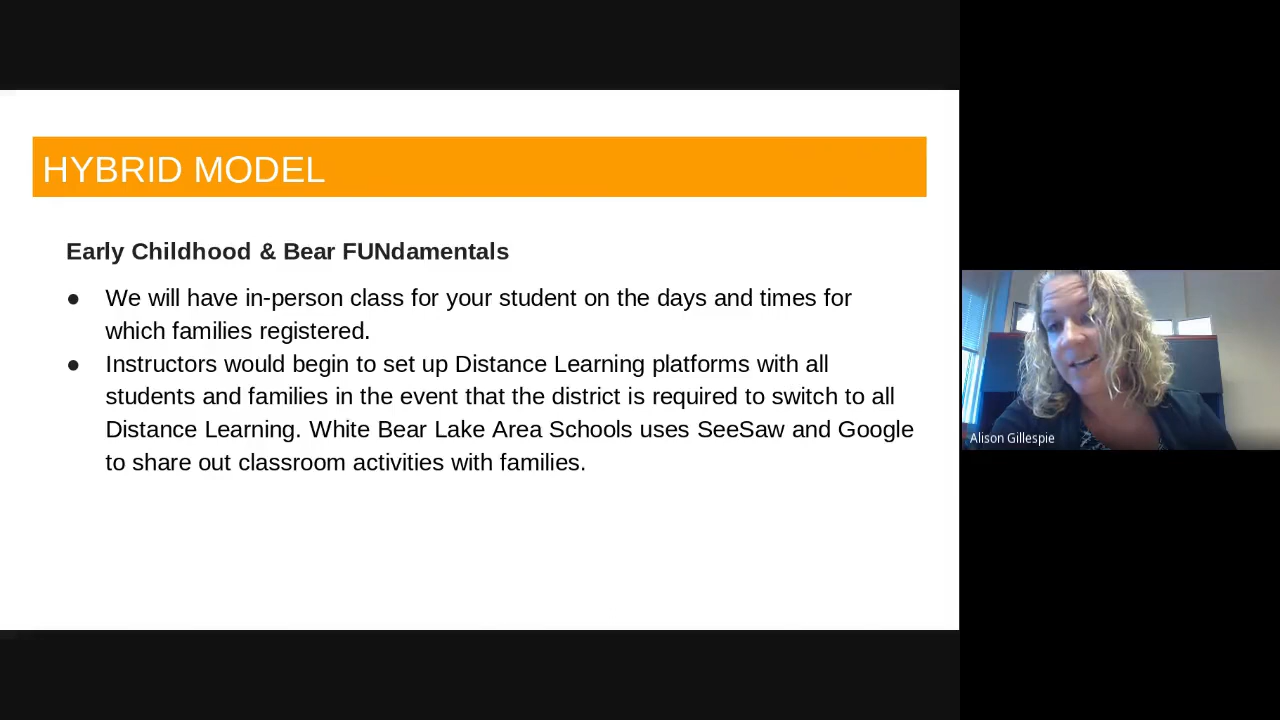 HYBRID MODEL
Early Childhood & Bear FUNdamentals
● We will have in-person class for your student on the days and times for
which families registered.
● Instructors would begin to set up Distance Learning platforms with all
students and families in the event that the district is required to switch to all
Distance Learning. White Bear Lake Area Schools uses SeeSaw and Google
to share out classroom activities with families.
Alison Gillespie